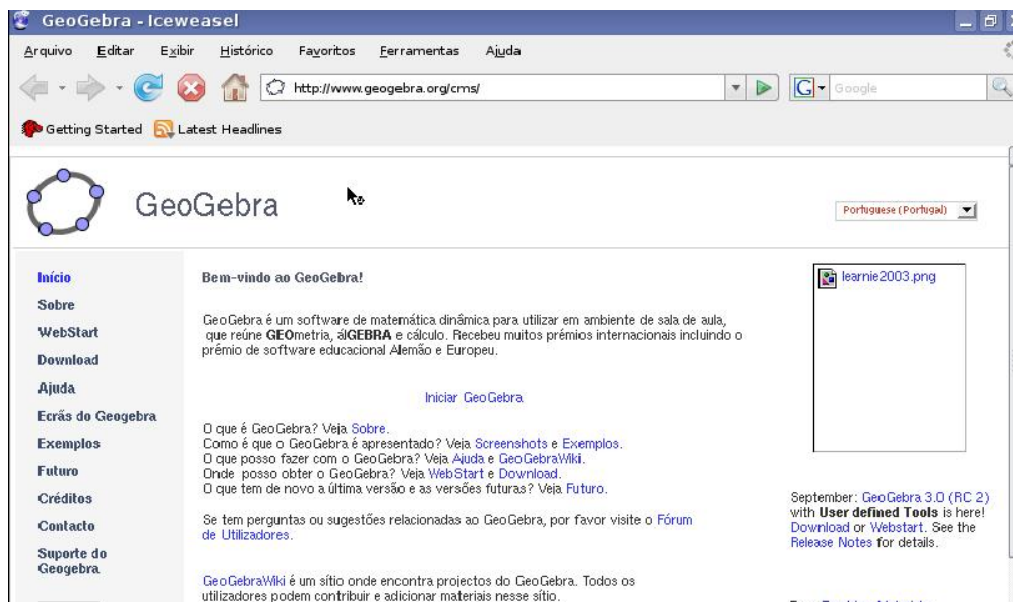 GeoGebra - Iceweasel
Arquivo Editar Exibir Histórico Favoritos Ferramentas Ajuda
http://www.geogebra.org/cms/
G Google
Getting Started Latest Headlines
GeoGebra
Portuguese (Portugal)
Início
Sobre
WebStart
Download
Ajuda
Ecrãs do Geogebra
Exemplos
Futuro
Créditos
Contacto
Suporte do
Geogebra
Bem-vindo ao GeoGebra!
GeoGebra é um software de matemática dinâmica para utilizar em ambiente de sala de aula,
que reúne GEOmetria, álGEBRA e cálculo. Recebeu muitos prémios internacionais incluindo o
prémio de software educacional Alemão e Europeu.
Iniciar GeoGebra
O que é GeoGebra? Veja Sobre.
Como é que o GeoGebra é apresentado? Veja Screenshots e Exemplos.
O que posso fazer com o GeoGebra? Veja Ajuda e GeoGebraWiki.
Onde posso obter o GeoGebra? Veja WebStart e Download.
O que tem de novo a última versão e as versões futuras? Veja Futuro.
Se tem perguntas ou sugestões relacionadas ao GeoGebra, por favor visite o Fórum
de Utilizadores.
GeoGebraWiki é um sítio onde encontra projectos do GeoGebra. Todos os
utilizadores podem contribuir e adicionar materiais nesse sítio.
learnie2003.png
September: GeoGebra 3.0 (RC 2)
with User defined Tools is here!
Download or Webstart. See the
Release Notes for details.